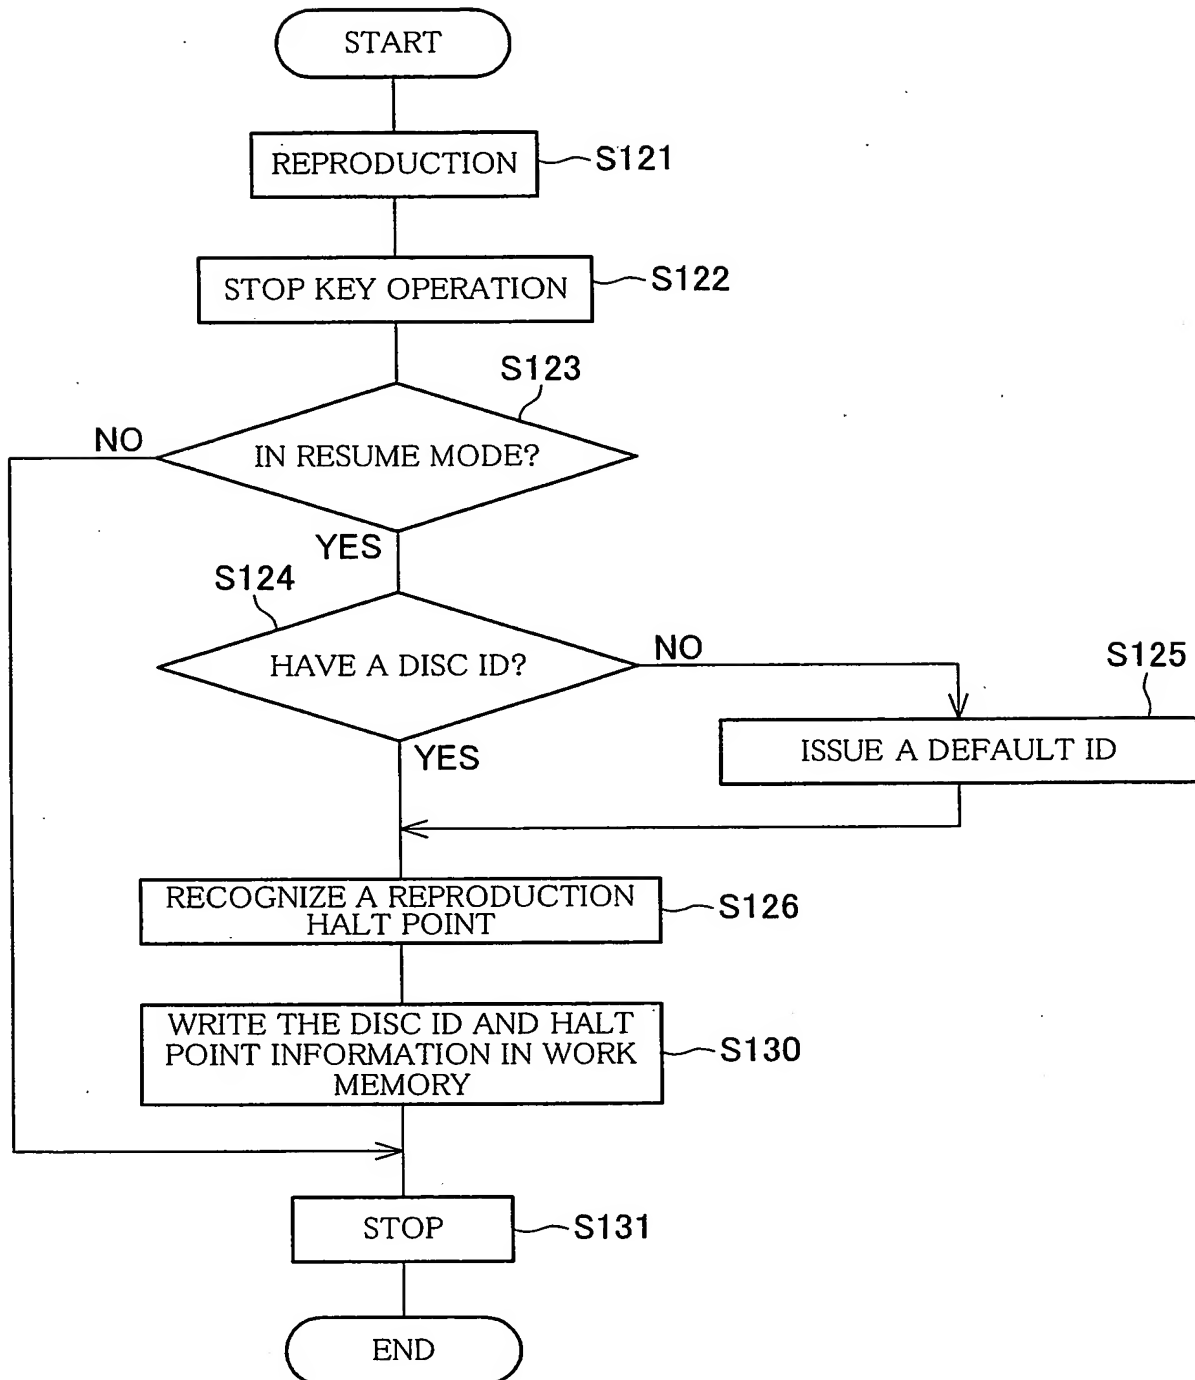 START
REPRODUCTION
S121
STOP KEY OPERATION
S122
S123
NO
IN RESUME MODE?
YES
S124
HAVE A DISC ID?
NO
S125
ISSUE A DEFAULT ID
YES
RECOGNIZE A REPRODUCTION
HALT POINT
S126
WRITE THE DISC ID AND HALT
POINT INFORMATION IN WORK
MEMORY
S130
STOP
S131
END